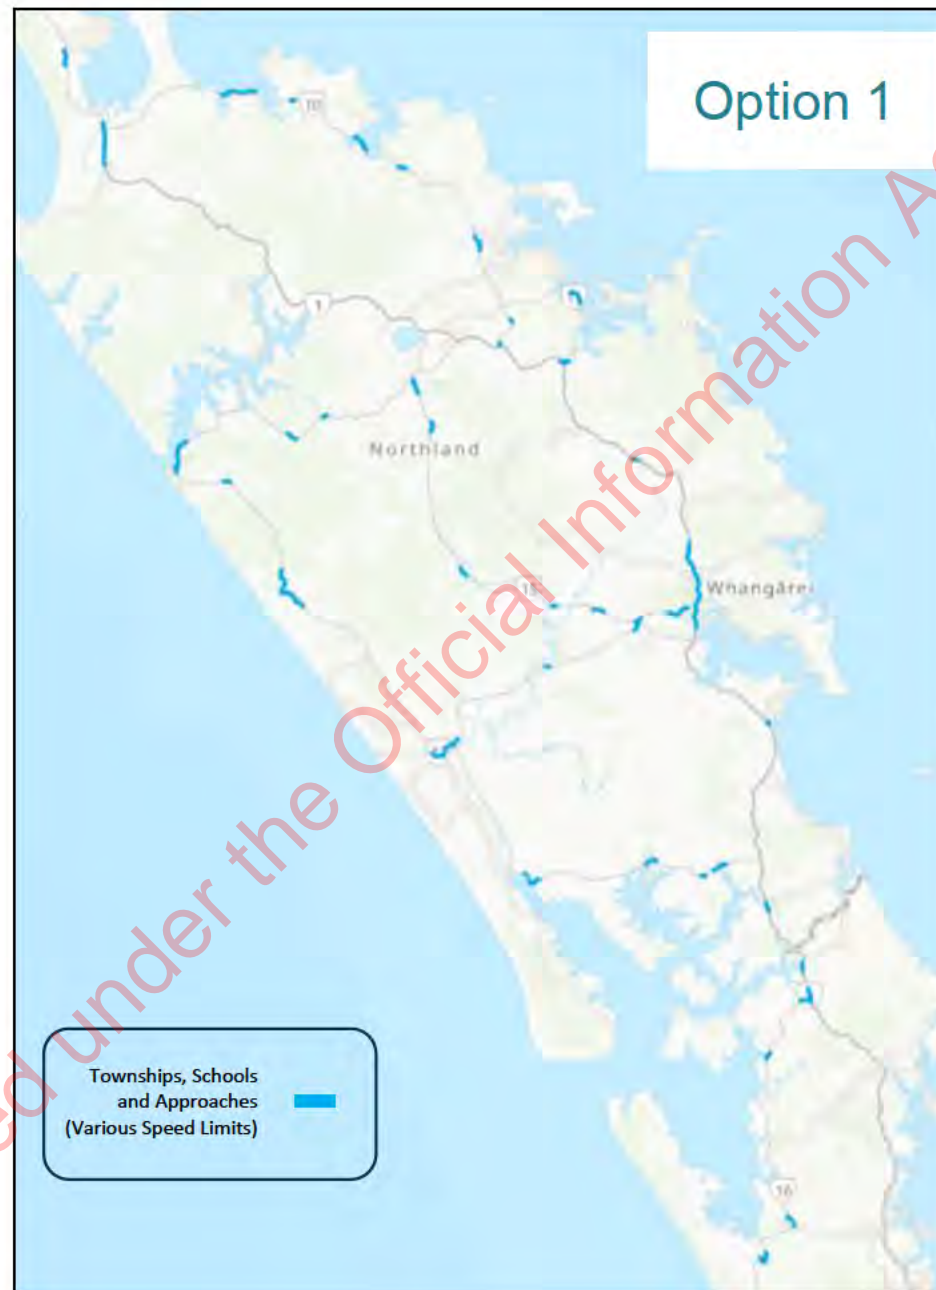 Option 1
10
1
Northland
15
Whangārei
Townships, Schools
and Approaches
(Various Speed Limits)
16
ed under the Official Information A